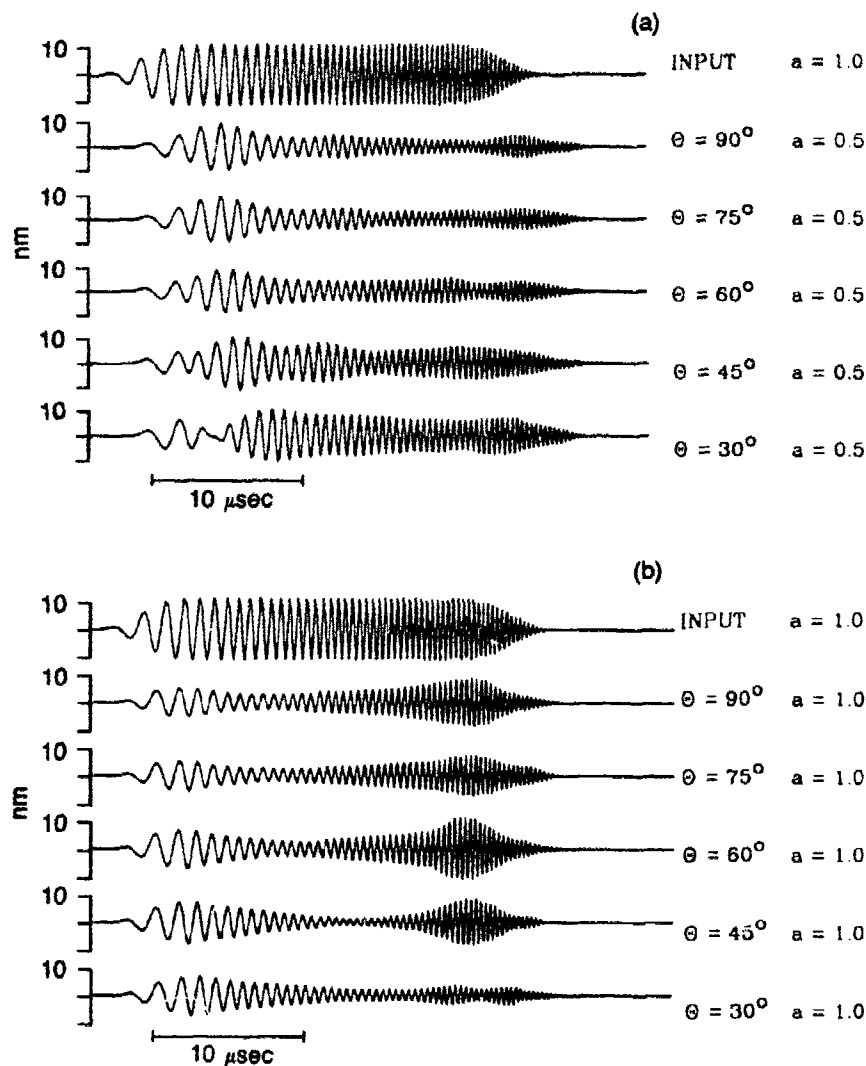 (a)
10 INPUT a = 1.0
10 Θ = 90° a = 0.5
10 Θ = 75° a = 0.5
nm
10 Θ = 60° a = 0.5
10 Θ = 45° a = 0.5
10 Θ = 30° a = 0.5
10 μsec
(b)
10 INPUT a = 1.0
10 Θ = 90° a = 1.0
10 Θ = 75° a = 1.0
nm
10 Θ = 60° a = 1.0
10 Θ = 45° a = 1.0
10 Θ = 30° a = 1.0
10 μsec